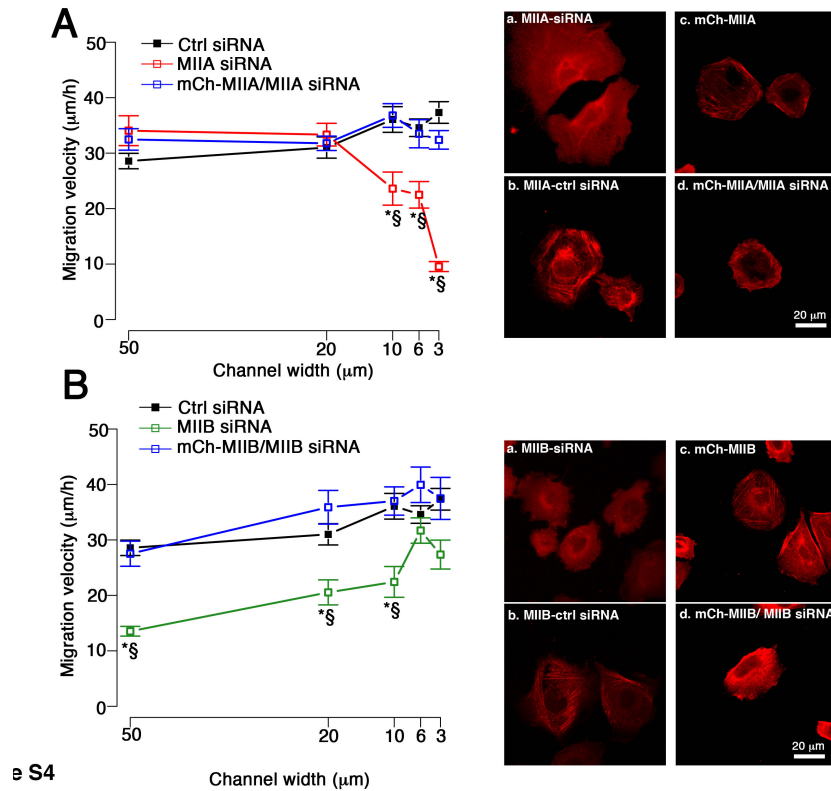 A
Ctrl siRNA
MIIA siRNA
mCh-MIIA/MIIA siRNA
Migration velocity (μm/h)
50
40
30
20
10
0
*§
*§
*§
50
20
10
6
3
Channel width (μm)
a. MIIA-siRNA
c. mCh-MIIA
b. MIIA-ctrl siRNA
d. mCh-MIIA/MIIA siRNA
20 μm
B
Ctrl siRNA
MIIB siRNA
mCh-MIIB/MIIB siRNA
Migration velocity (μm/h)
50
40
30
20
10
0
*§
*§
*§
50
20
10
6
3
Channel width (μm)
a. MIIB-siRNA
c. mCh-MIIB
b. MIIB-ctrl siRNA
d. mCh-MIIB/ MIIB siRNA
20 μm
e S4